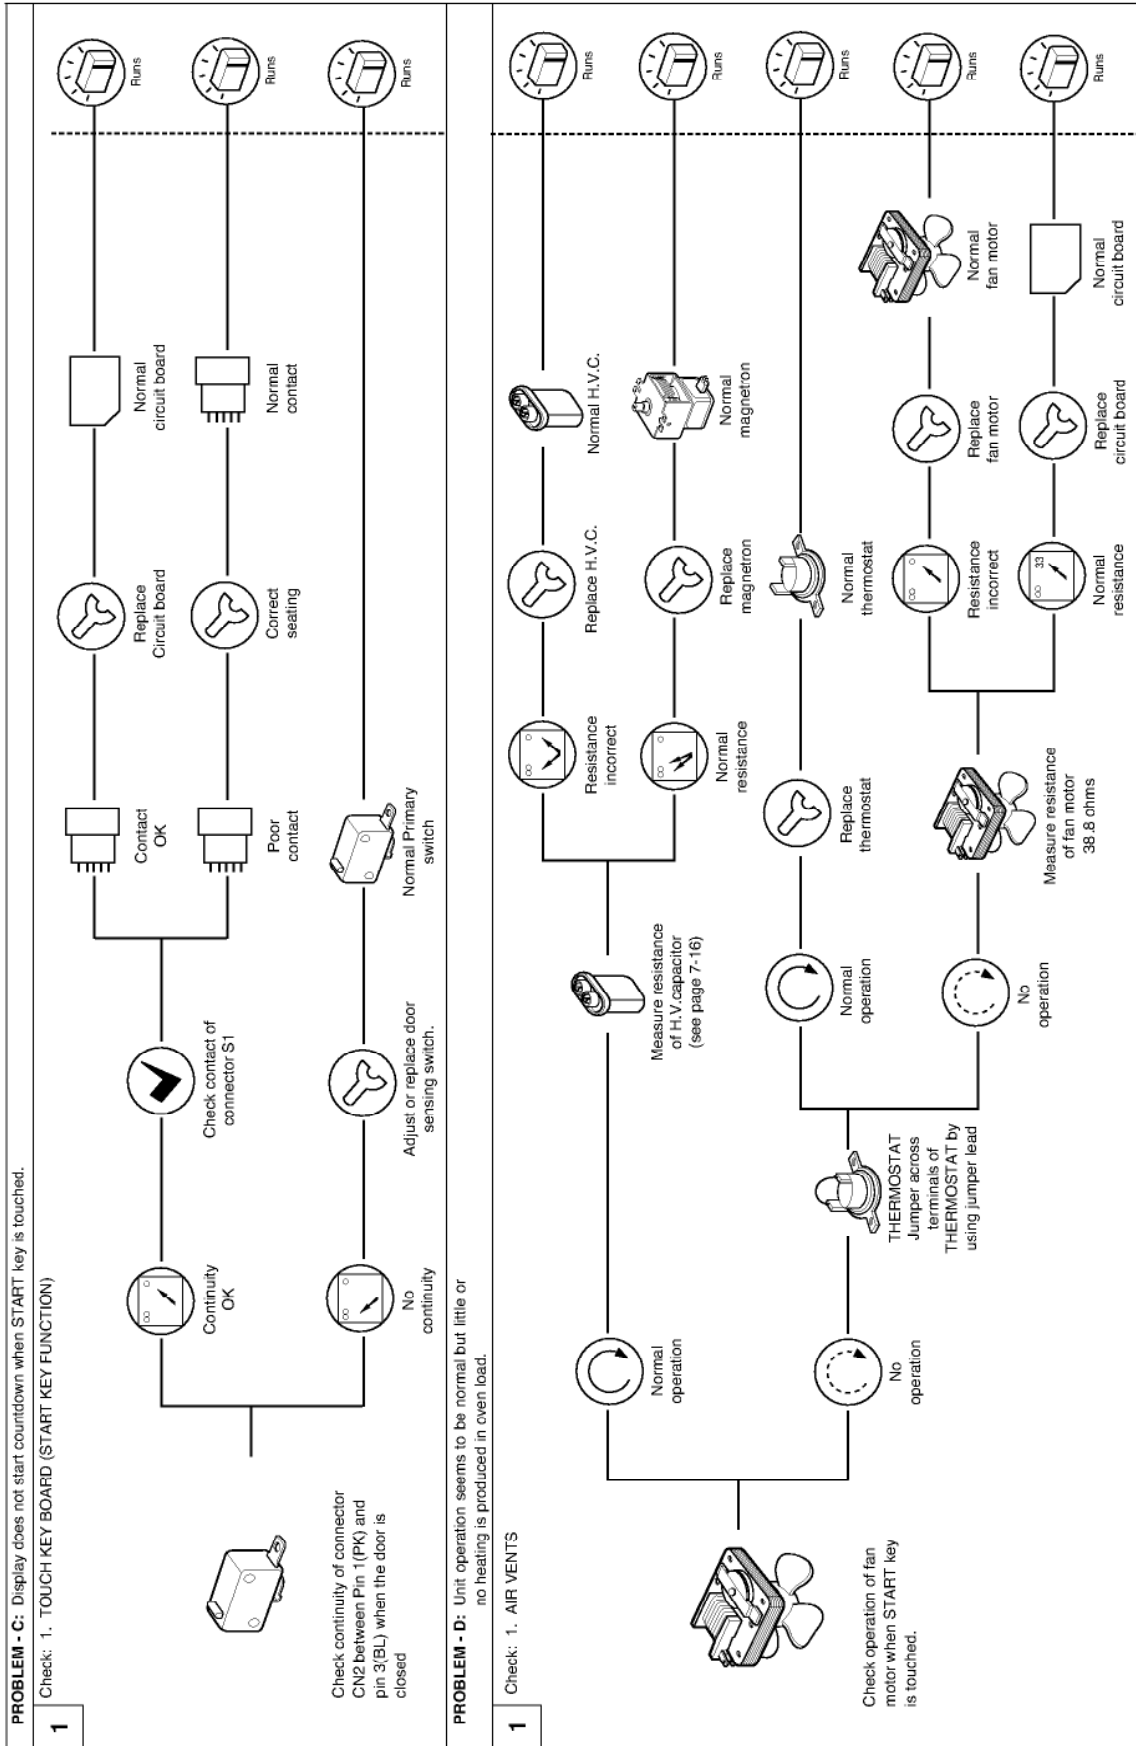 PROBLEM - C: Display does not start countdown when START key is touched.
1
Check: 1. TOUCH KEY BOARD (START KEY FUNCTION)
Check continuity of connector
CN2 between Pin 1(PK) and
pin 3(BL) when the door is
closed
Continuity
OK
Check contact of
connector S1
Contact
OK
Replace
Circuit board
Normal
circuit board
Runs
Poor
contact
Correct
seating
Normal
contact
Runs
No
continuity
Adjust or replace door
sensing switch.
Normal Primary
switch
Runs
PROBLEM - D: Unit operation seems to be normal but little or
no heating is produced in oven load.
1
Check: 1. AIR VENTS
Check operation of fan
motor when START key
is touched.
Normal
operation
Measure resistance
of H.V.capacitor
(see page 7-16)
Resistance
incorrect
Replace H.V.C.
Normal H.V.C.
Runs
Normal
resistance
Replace
magnetron
Normal
magnetron
Runs
No
operation
THERMOSTAT
Jumper across
terminals of
THERMOSTAT by
using jumper lead
Normal
operation
Replace
thermostat
Normal
thermostat
Runs
No
operation
Measure resistance
of fan motor
38.8 ohms
Resistance
incorrect
Replace
fan motor
Normal
fan motor
Runs
33
Normal
resistance
Replace
circuit board
Normal
circuit board
Runs